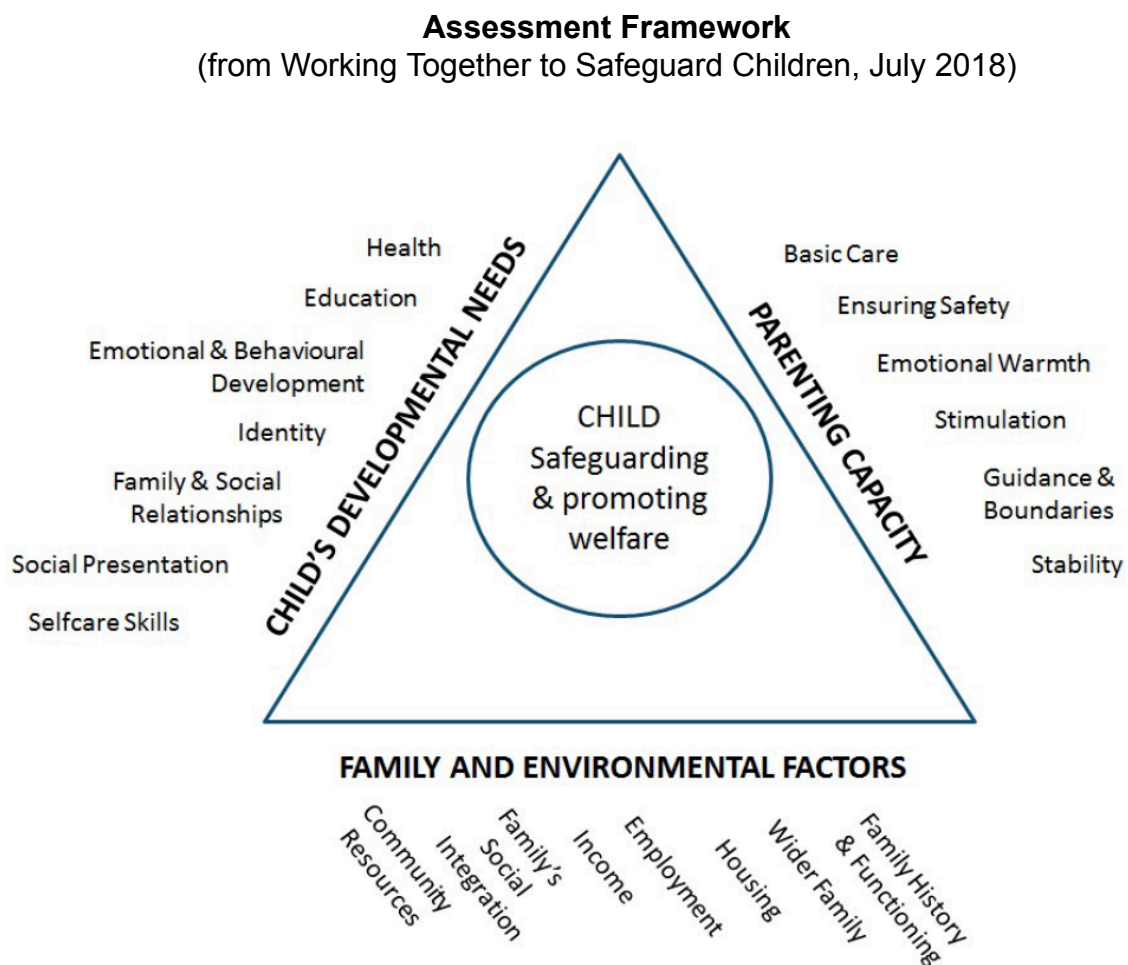 Assessment Framework
(from Working Together to Safeguard Children, July 2018)
CHILD'S DEVELOPMENTAL NEEDS
Health
Education
Emotional & Behavioural
Development
Identity
Family & Social
Relationships
Social Presentation
Selfcare Skills
CHILD
Safeguarding
& promoting
welfare
PARENTING CAPACITY
Basic Care
Ensuring Safety
Emotional Warmth
Stimulation
Guidance &
Boundaries
Stability
FAMILY AND ENVIRONMENTAL FACTORS
Community
Resources
Family's
Social
Integration
Income
Employment
Housing
Wider Family
Family History
& Functioning